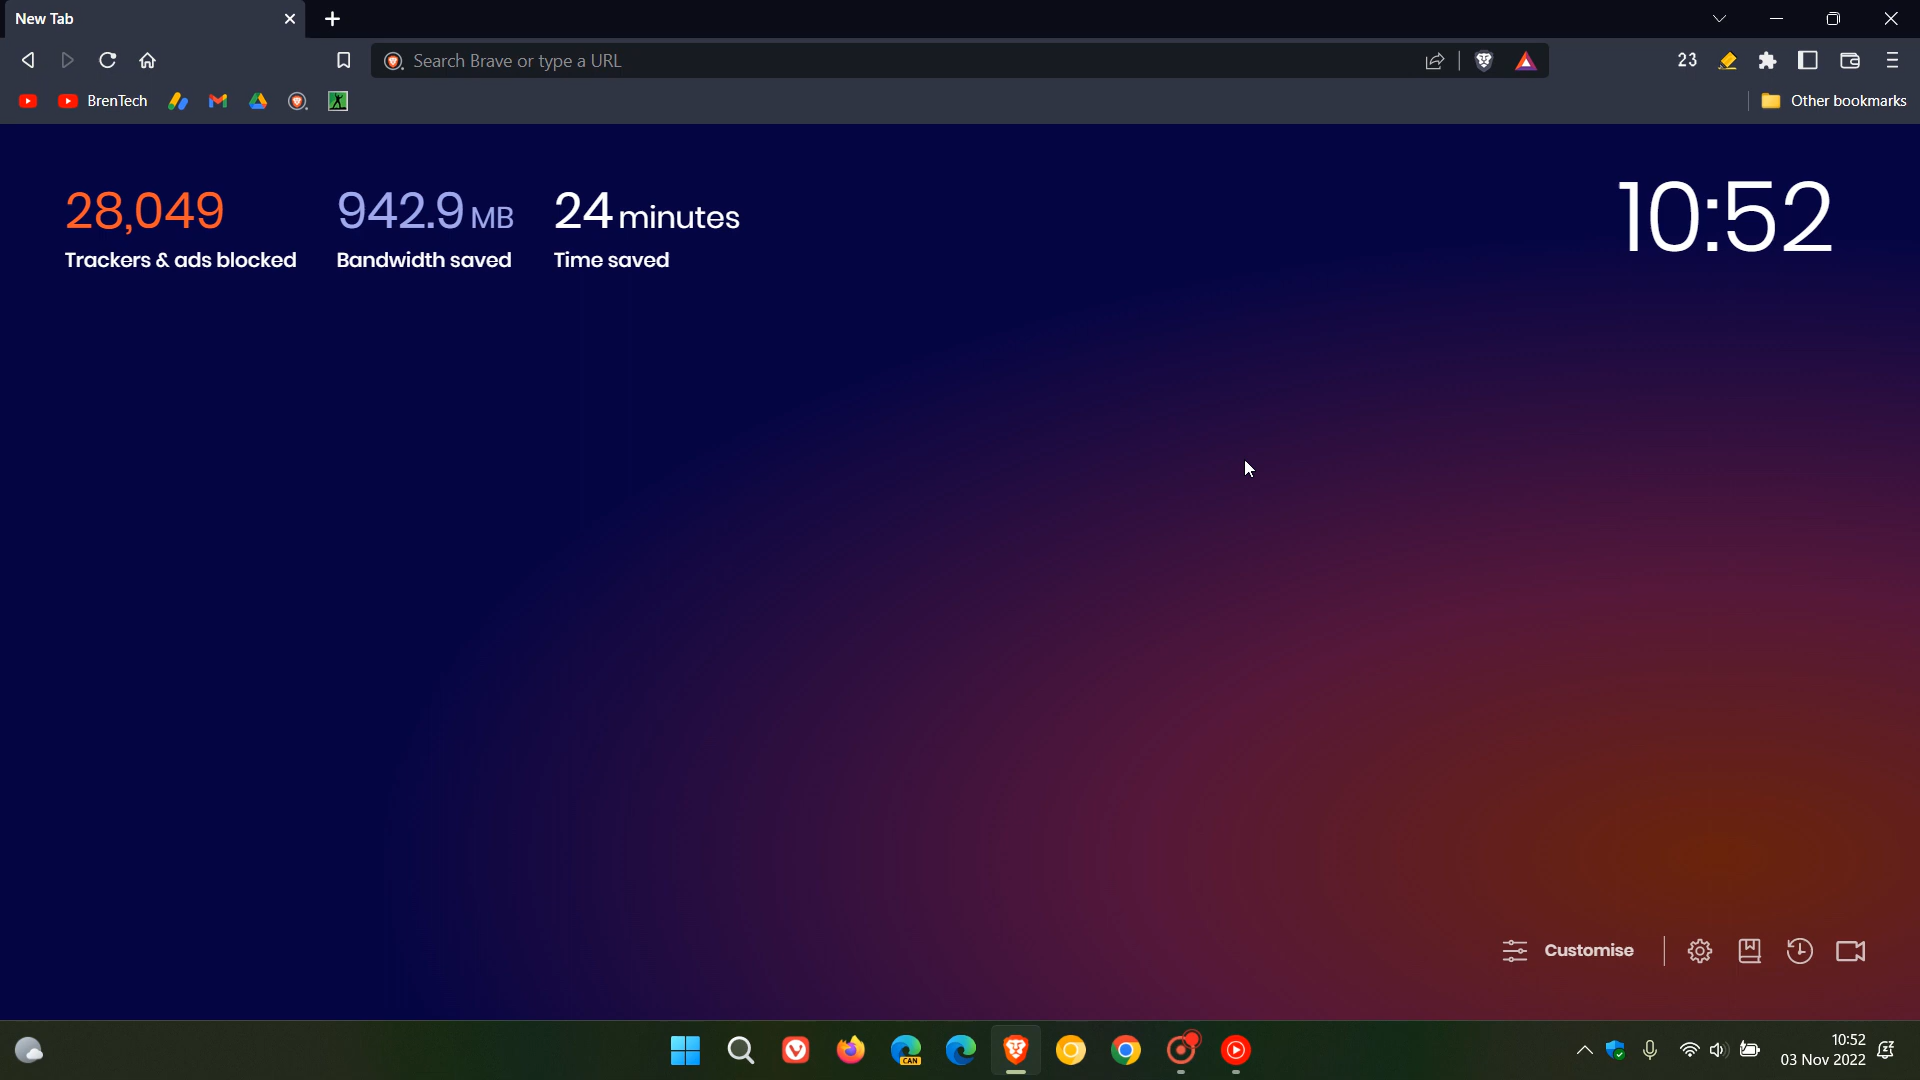 New Tab
Search Brave or type a URL
23
BrenTech
Other bookmarks
28,049
Trackers & ads blocked
942.9 MB
Bandwidth saved
24 minutes
Time saved
10:52
Customise
CAN
10:52
03 Nov 2022